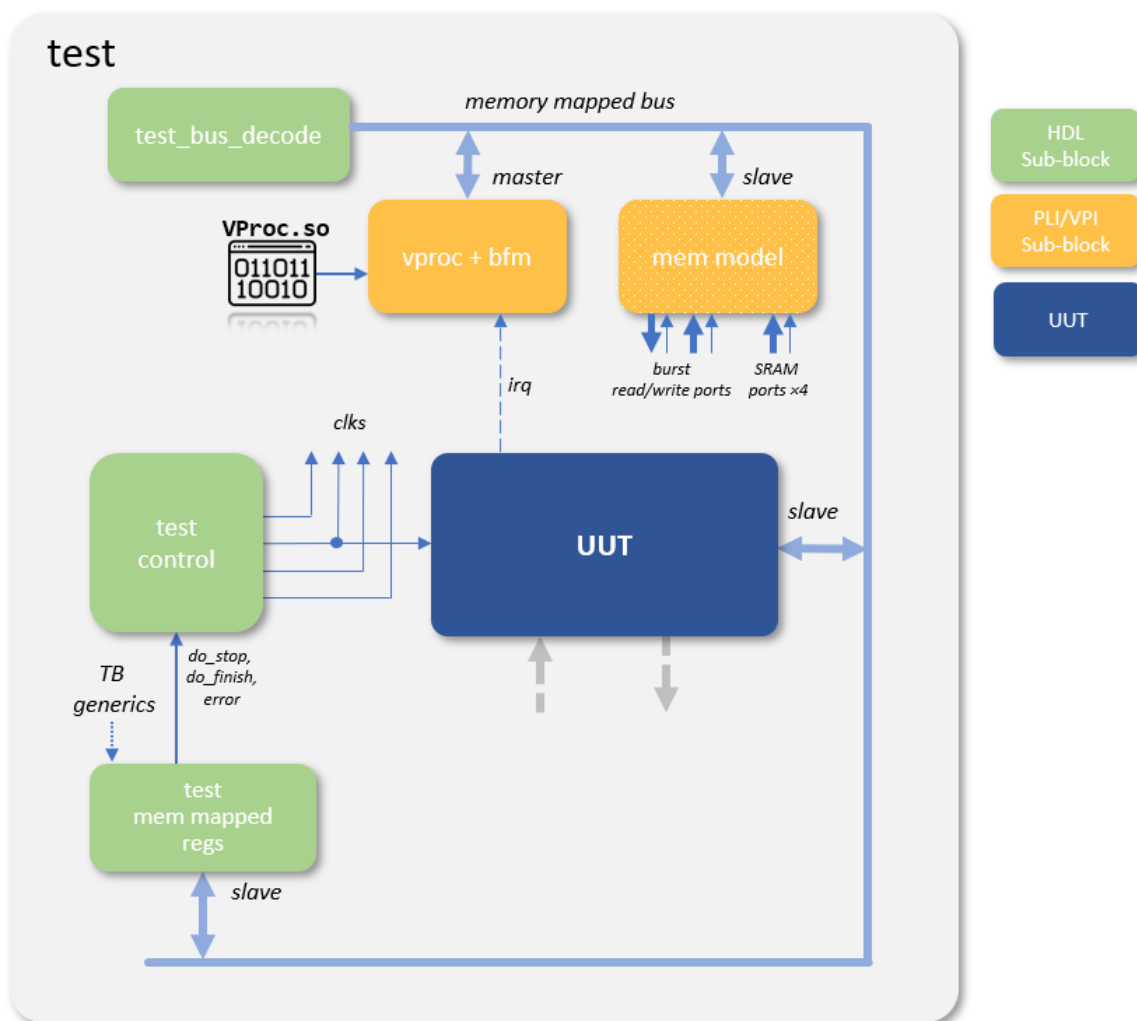 test
memory mapped bus
test_bus_decode
master
slave
VProc.so
011011
10010
vproc + bfm
mem model
burst
read/write ports
SRAM
ports ×4
irq
clks
test
control
UUT
slave
do_stop,
do_finish,
error
TB
generics
test
mem mapped
regs
slave
HDL
Sub-block
PLI/VPI
Sub-block
UUT